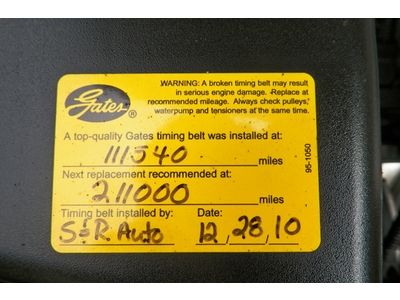 WARNING: A broken timing belt may result
in serious engine damage. Replace at
recommended mileage. Always check pulleys,
waterpump and tensioners at the same time.
Gates®
A top-quality Gates timing belt was installed at:
111540 miles
Next replacement recommended at:
211000 miles
Timing belt installed by: Date:
S&R Auto 12, 28, 10
95-1050